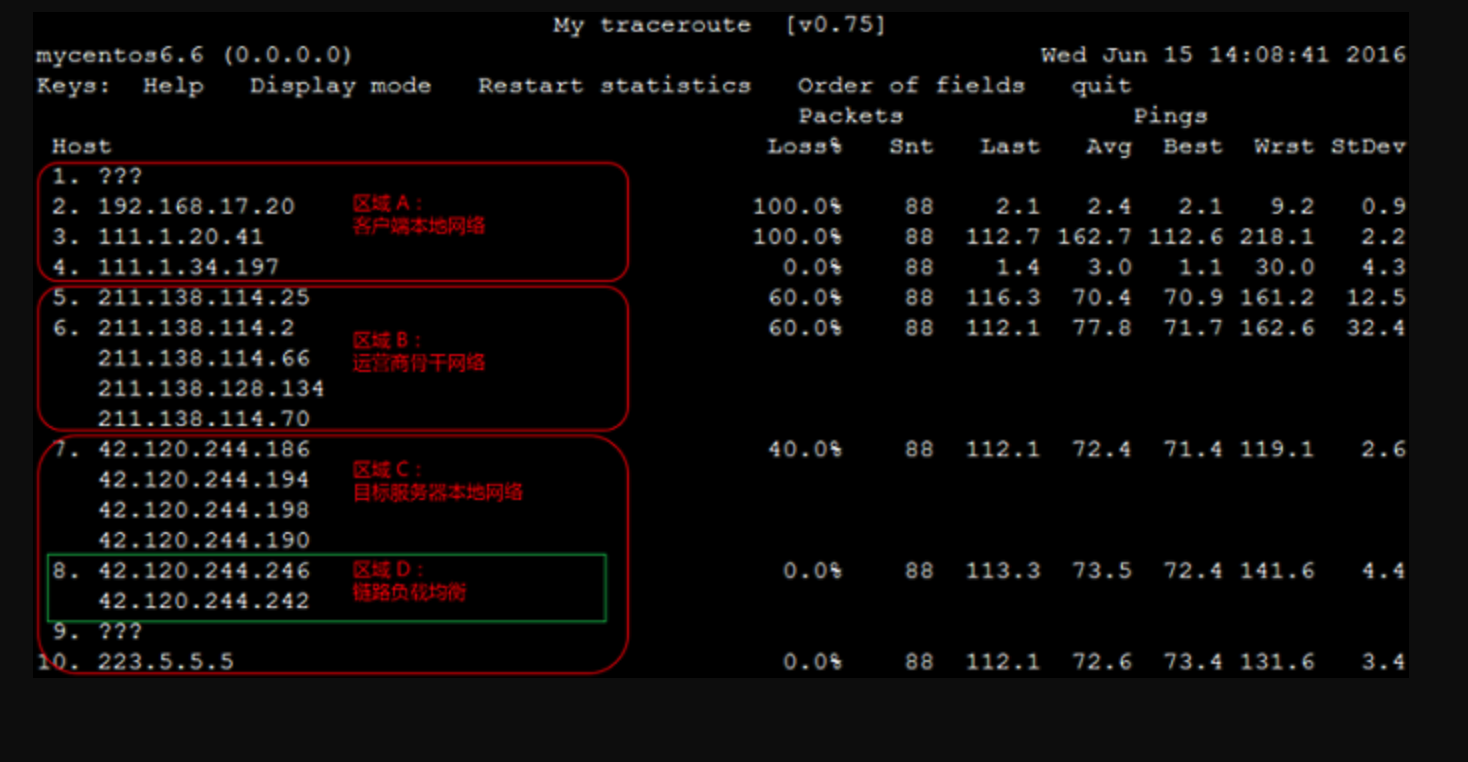 My traceroute [v0.75]
mycentos6.6 (0.0.0.0) Wed Jun 15 14:08:41 2016
Keys: Help Display mode Restart statistics Order of fields quit
Packets Pings
Host Loss% Snt Last Avg Best Wrst StDev
1. ???
2. 192.168.17.20 100.0% 88 2.1 2.4 2.1 9.2 0.9
区域 A：
客户端本地网络
3. 111.1.20.41 100.0% 88 112.7 162.7 112.6 218.1 2.2
4. 111.1.34.197 0.0% 88 1.4 3.0 1.1 30.0 4.3
5. 211.138.114.25 60.0% 88 116.3 70.4 70.9 161.2 12.5
6. 211.138.114.2 60.0% 88 112.1 77.8 71.7 162.6 32.4
区域 B：
211.138.114.66
运营商骨干网络
211.138.128.134
211.138.114.70
7. 42.120.244.186 40.0% 88 112.1 72.4 71.4 119.1 2.6
区域 C：
42.120.244.194
目标服务器本地网络
42.120.244.198
42.120.244.190
8. 42.120.244.246 0.0% 88 113.3 73.5 72.4 141.6 4.4
区域 D：
链路负载均衡
42.120.244.242
9. ???
10. 223.5.5.5 0.0% 88 112.1 72.6 73.4 131.6 3.4